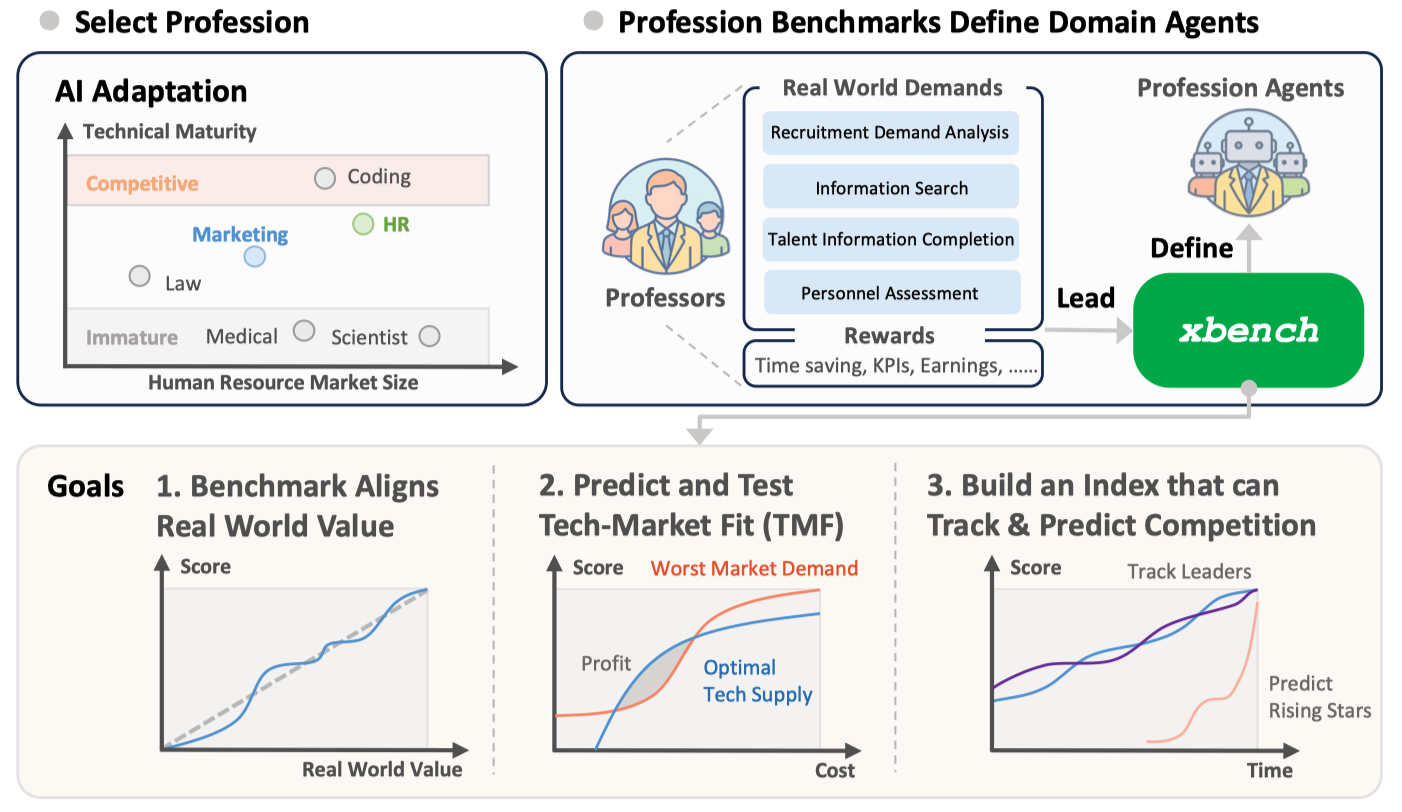 Select Profession
Profession Benchmarks Define Domain Agents
AI Adaptation
Technical Maturity
Competitive
Coding
HR
Marketing
Law
Immature
Medical
Scientist
Human Resource Market Size
Professors
Real World Demands
Recruitment Demand Analysis
Information Search
Talent Information Completion
Personnel Assessment
Rewards
Time saving, KPIs, Earnings, ......
Lead
Profession Agents
Define
xbench
Goals
1. Benchmark Aligns
Real World Value
Score
Real World Value
2. Predict and Test
Tech-Market Fit (TMF)
Score
Worst Market Demand
Profit
Optimal
Tech Supply
Cost
3. Build an Index that can
Track & Predict Competition
Score
Track Leaders
Predict
Rising Stars
Time